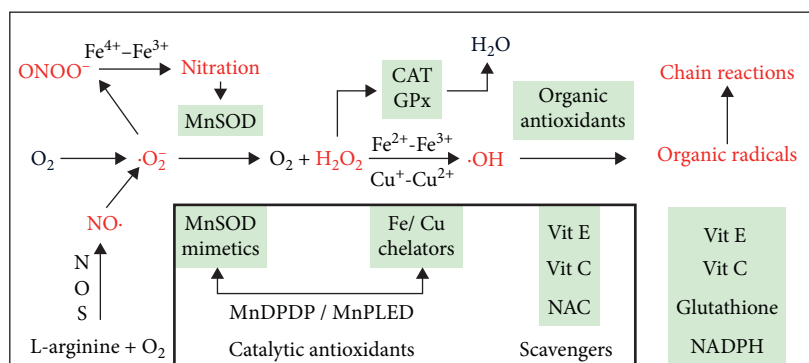 H₂O
Fe⁴⁺–Fe³⁺
ONOO⁻
Nitration
CAT
GPx
Chain reactions
MnSOD
Organic
antioxidants
O₂
·O₂⁻
O₂ + H₂O₂
Fe²⁺-Fe³⁺
Cu⁺-Cu²⁺
·OH
Organic radicals
NO·
MnSOD
mimetics
Fe/ Cu
chelators
Vit E
Vit C
NAC
Vit E
Vit C
Glutathione
NADPH
N
O
S
MnDPDP / MnPLED
L-arginine + O₂
Catalytic antioxidants
Scavengers